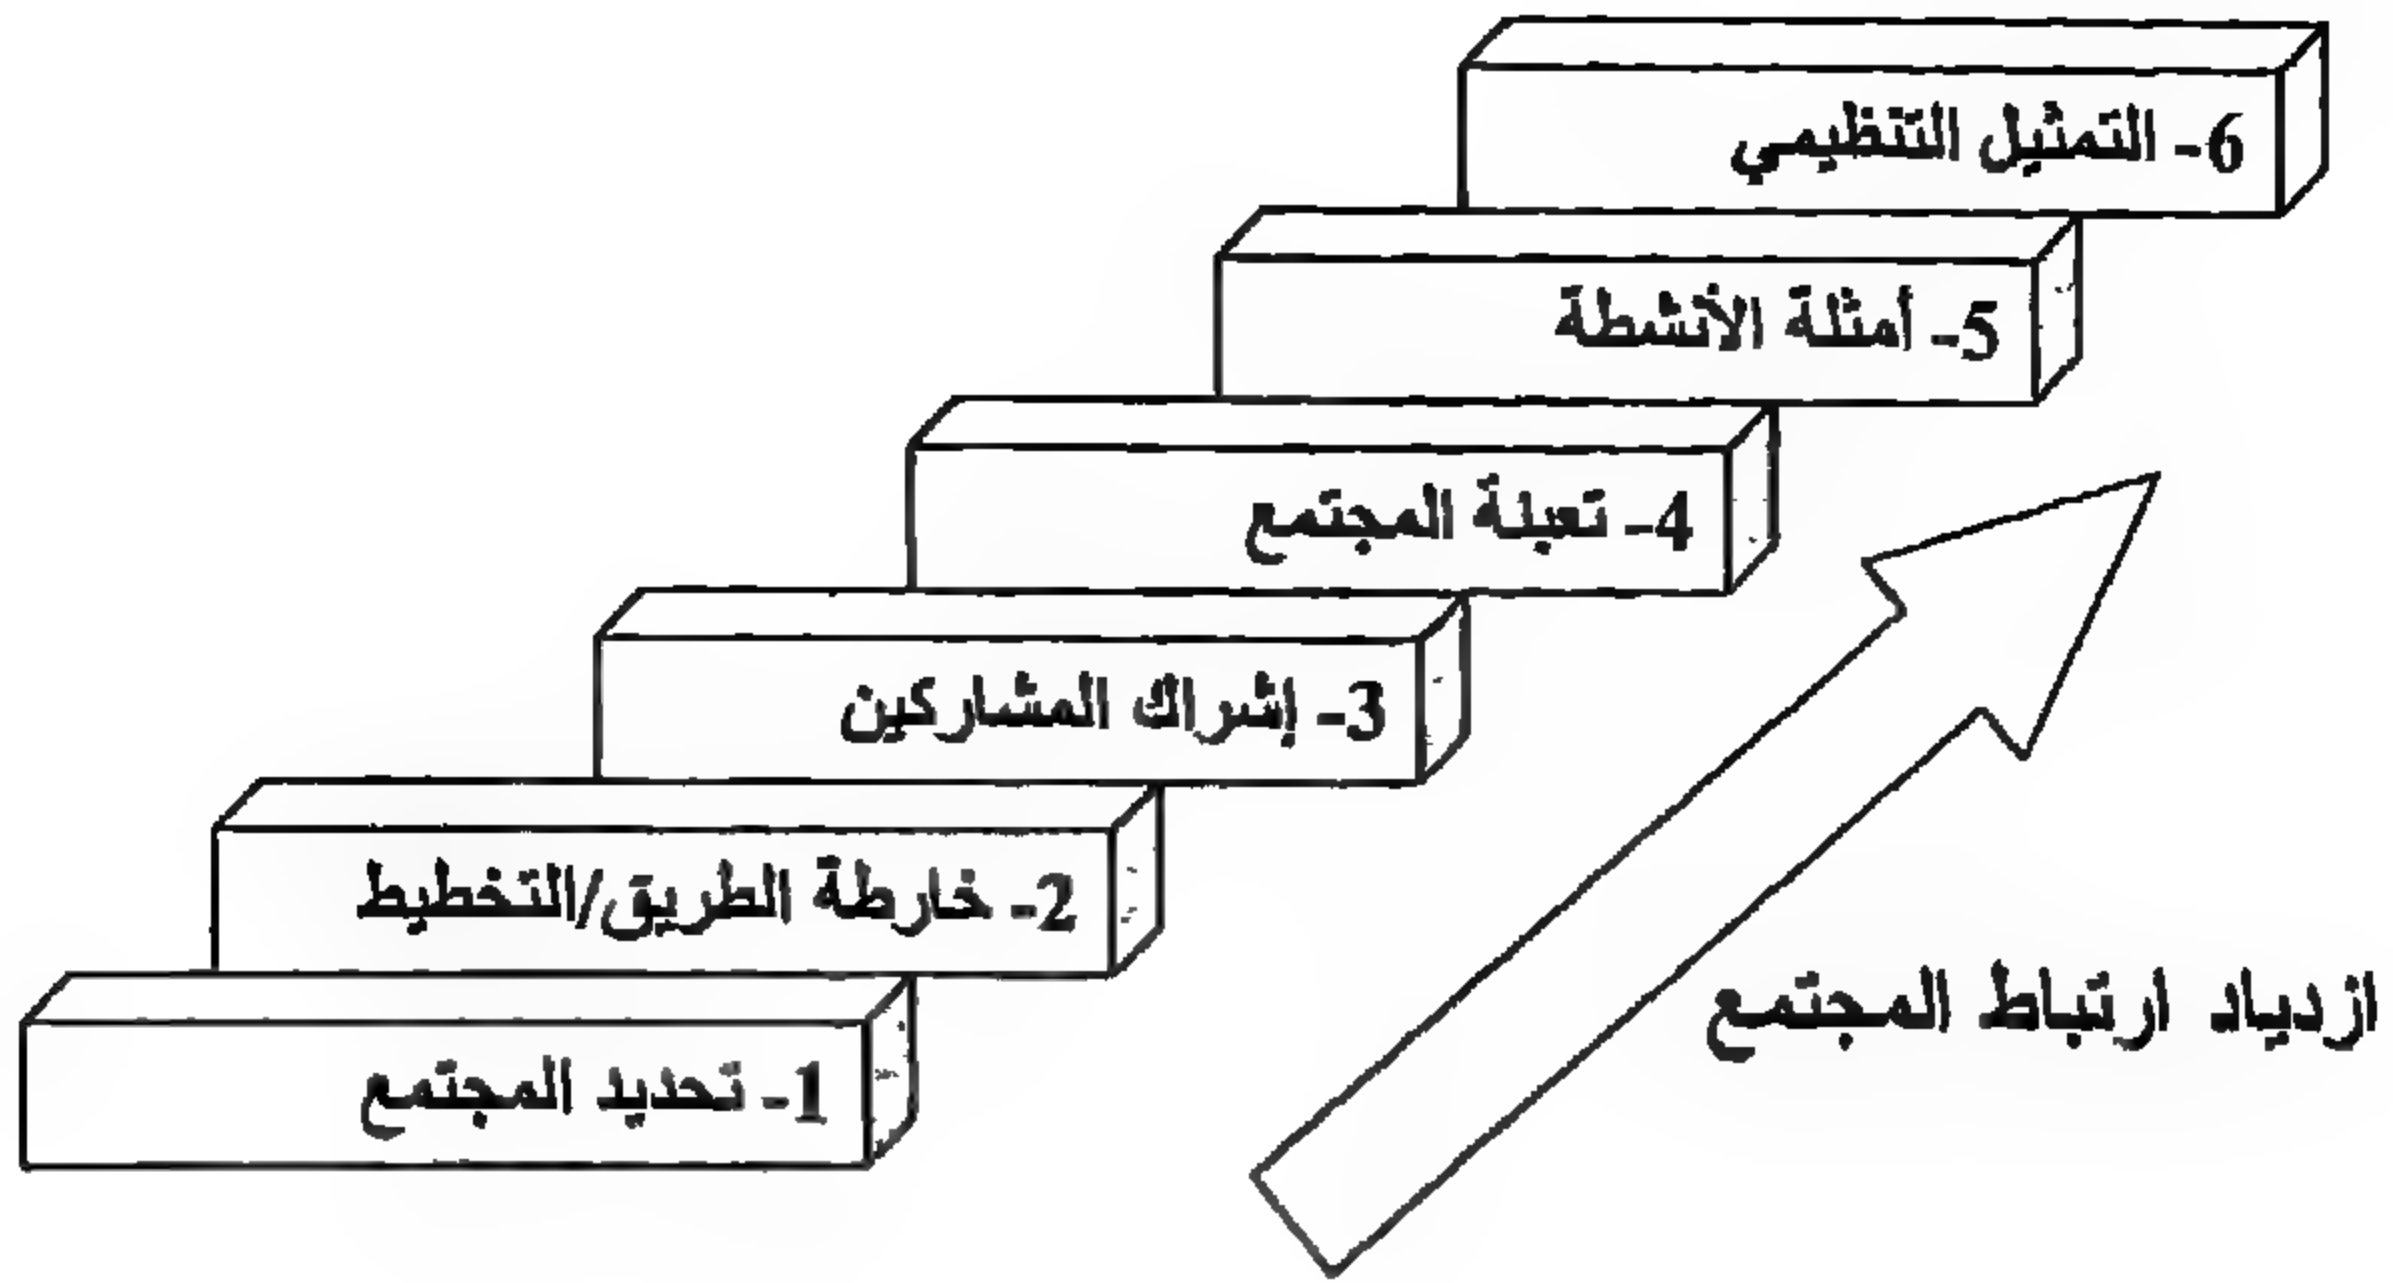 6- التمثيل التنظيمي
5- أمثلة الأنشطة
4- تعبئة المجتمع
3- إشراك المشاركين
2- خارطة الطريق/التخطيط
1- تحديد المجتمع
ازدياد ارتباط المجتمع